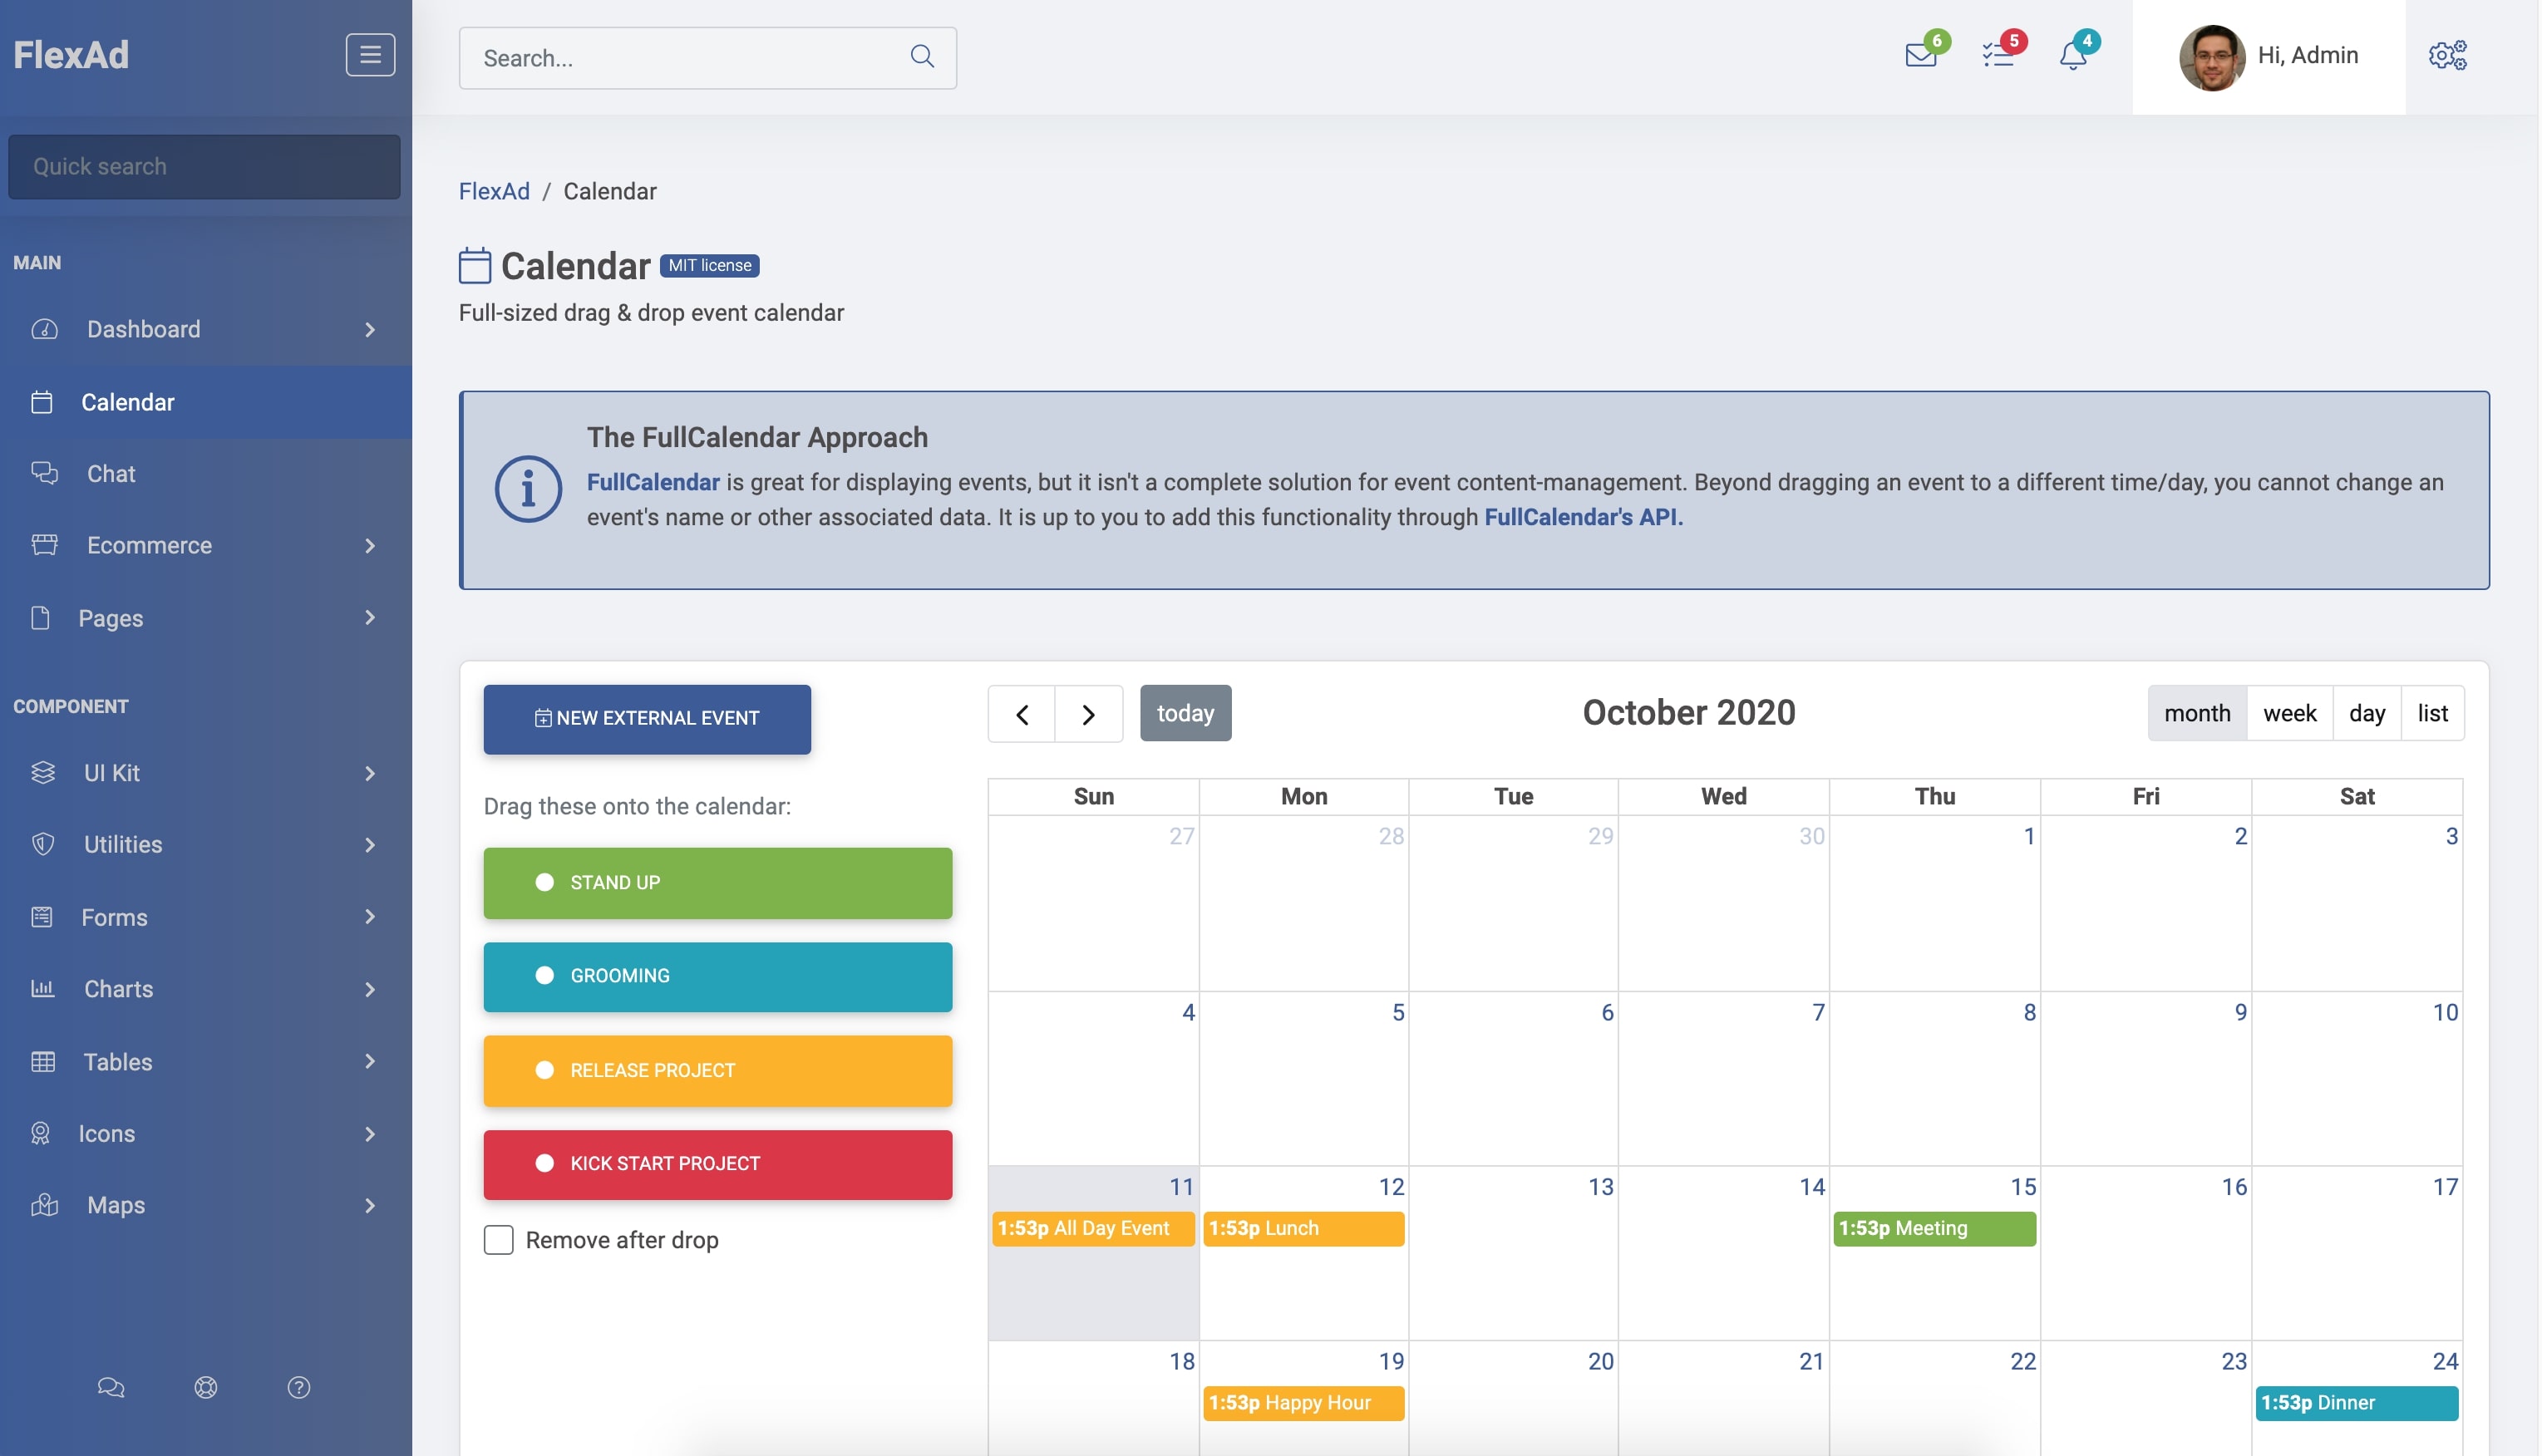 FlexAd
Search...
6
5
4
Hi, Admin
Quick search
MAIN
Dashboard
Calendar
Chat
Ecommerce
Pages
COMPONENT
UI Kit
Utilities
Forms
Charts
Tables
Icons
Maps
FlexAd / Calendar
Calendar MIT license
Full-sized drag & drop event calendar
The FullCalendar Approach
FullCalendar is great for displaying events, but it isn't a complete solution for event content-management. Beyond dragging an event to a different time/day, you cannot change an
event's name or other associated data. It is up to you to add this functionality through FullCalendar's API.
NEW EXTERNAL EVENT
Drag these onto the calendar:
STAND UP
GROOMING
RELEASE PROJECT
KICK START PROJECT
Remove after drop
today
October 2020
month week day list
Sun Mon Tue Wed Thu Fri Sat
27 28 29 30 1 2 3
4 5 6 7 8 9 10
11 12 13 14 15 16 17
1:53p All Day Event 1:53p Lunch 1:53p Meeting
18 19 20 21 22 23 24
1:53p Happy Hour 1:53p Dinner